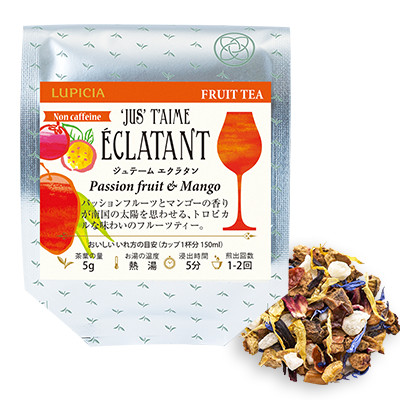 LUPICIA
FRUIT TEA
Non caffeine
'JUS' T'AIME
ÉCLATANT
ジュテーム エクラタン
Passion fruit & Mango
パッションフルーツとマンゴーの香り
が南国の太陽を思わせる、トロピカ
ルな味わいのフルーツティー。
おいしいいれ方の目安（カップ1杯分 150ml）
茶葉の量 お湯の温度 浸出時間 煎出回数
5g 熱湯 5分 1-2回